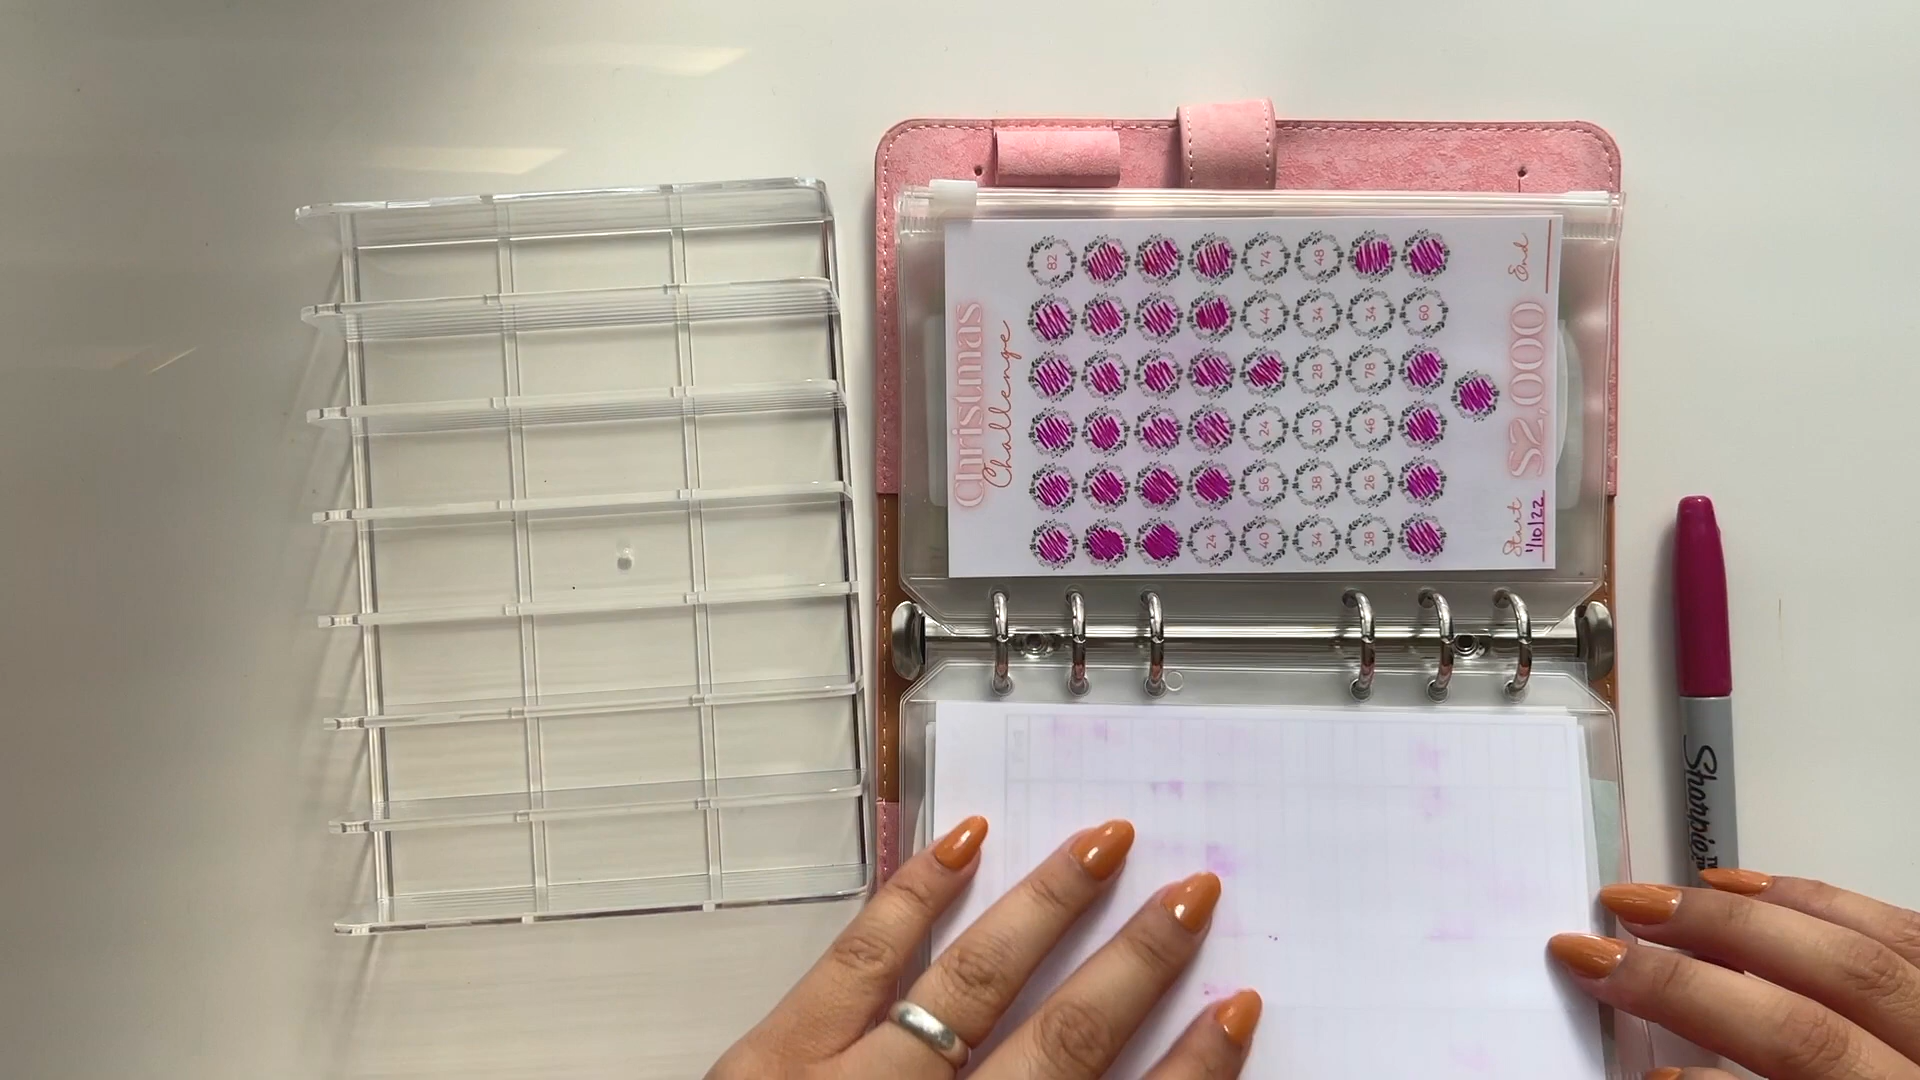 Christmas
Challenge
82
24
40 56 24 44 74
34 38 30 28 34 48
38 26 46 78 34
60
Start $2,000 End
1/10/22
Sharpie